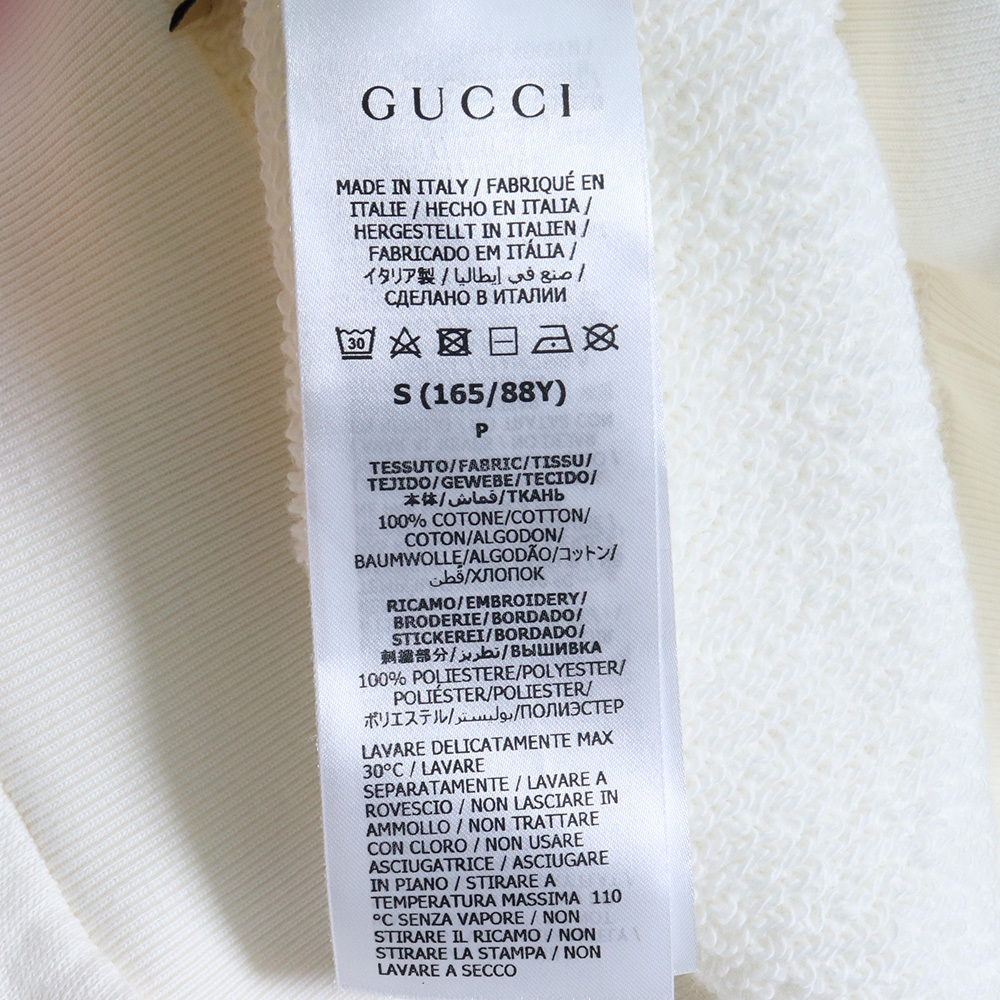 GUCCI
MADE IN ITALY / FABRIQUÉ EN
ITALIE / HECHO EN ITALIA /
HERGESTELLT IN ITALIEN /
FABRICADO EM ITÁLIA /
イタリア製 / صنع في إيطاليا /
СДЕЛАНО В ИТАЛИИ
30
S (165/88Y)
P
TESSUTO/FABRIC/TISSU/
TEJIDO/GEWEBE/TECIDO/
本体/قماش/ТКАНЬ
100% COTONE/COTTON/
COTON/ALGODON/
BAUMWOLLE/ALGODÃO/コットン/
قطن/ХЛОПОК
RICAMO/EMBROIDERY/
BRODERIE/BORDADO/
STICKEREI/BORDADO/
刺繍部分/تطريز/ВЫШИВКА
100% POLIESTERE/POLYESTER/
POLIÉSTER/POLIESTER/
ポリエステル/بوليستر/ПОЛИЭСТЕР
LAVARE DELICATAMENTE MAX
30°C / LAVARE
SEPARATAMENTE / LAVARE A
ROVESCIO / NON LASCIARE IN
AMMOLLO / NON TRATTARE
CON CLORO / NON USARE
ASCIUGATRICE / ASCIUGARE
IN PIANO / STIRARE A
TEMPERATURA MASSIMA 110
°C SENZA VAPORE / NON
STIRARE IL RICAMO / NON
STIRARE LA STAMPA / NON
LAVARE A SECCO